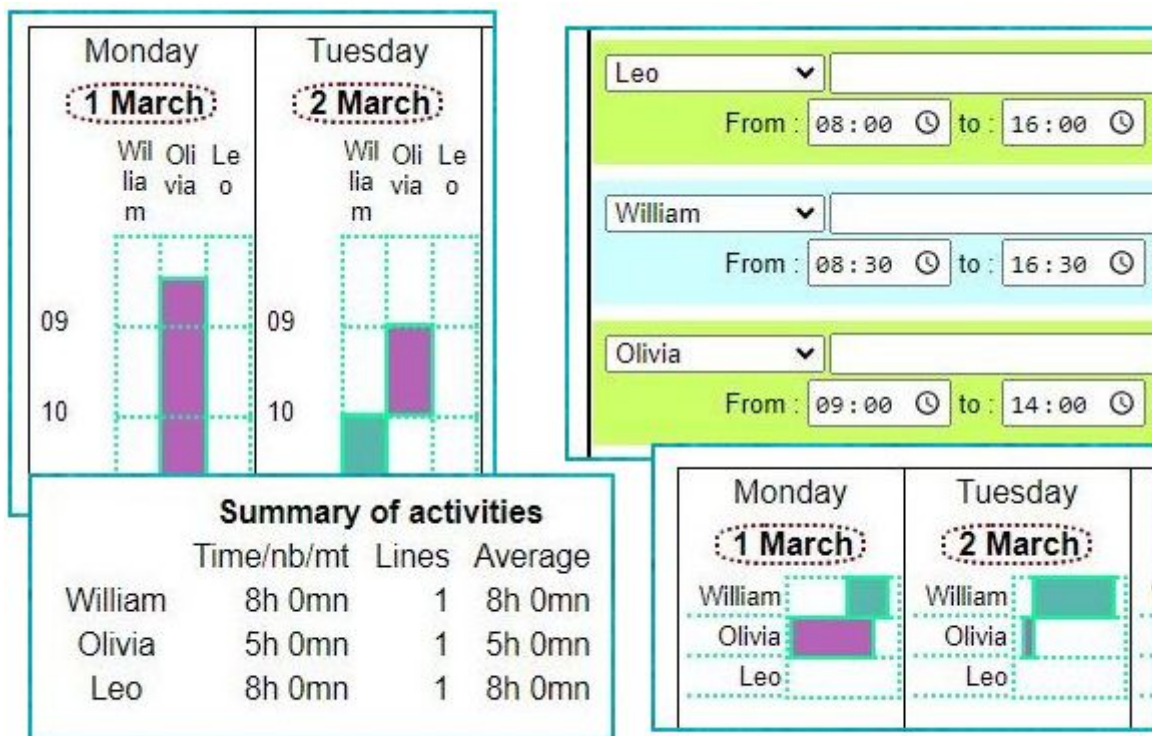 Monday Tuesday
1 March 2 March
Wil Oli Le Wil Oli Le
lia via o lia via o
m m
09 09
10 10
Leo
From : 08:00 to : 16:00
William
From : 08:30 to : 16:30
Olivia
From : 09:00 to : 14:00
Summary of activities
Time/nb/mt Lines Average
William 8h 0mn 1 8h 0mn
Olivia 5h 0mn 1 5h 0mn
Leo 8h 0mn 1 8h 0mn
Monday Tuesday
1 March 2 March
William William
Olivia Olivia
Leo Leo